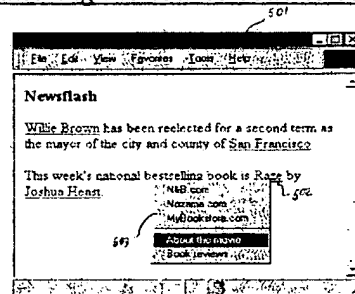 501
File Edit View Favorites Tools Help
Newsflash
Willie Brown has been reelected for a second term as
the mayor of the city and county of San Francisco
This week's national bestselling book is Rage by
Joshua Heast.
502
N&B.com
Nozama.com
MyBookstore.com
503
About the movie
Book reviews